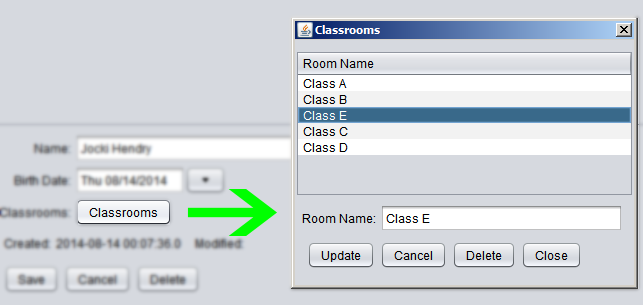 Classrooms
Room Name
Class A
Class B
Class E
Class C
Class D
Room Name: Class E
Update Cancel Delete Close
Name: Jocki Hendry
Birth Date: Thu 08/14/2014
Classrooms: Classrooms
Created: 2014-08-14 00:07:36.0 Modified:
Save Cancel Delete